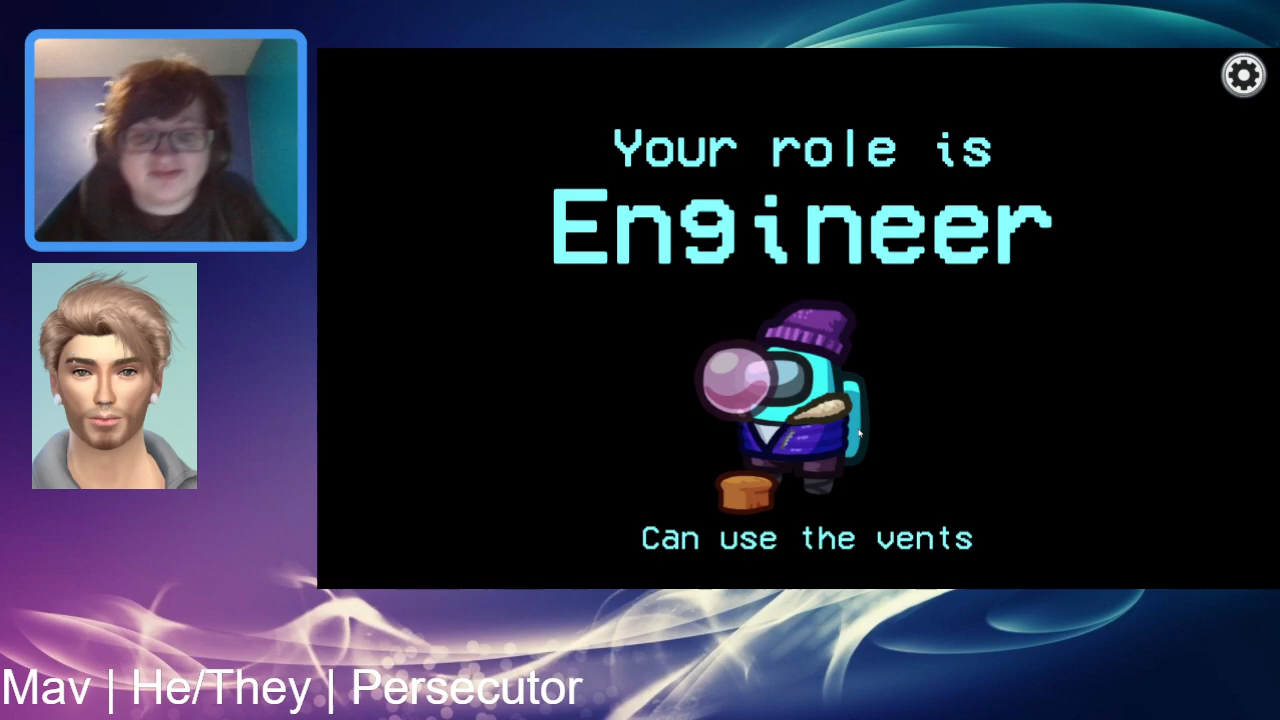 Your role is
Engineer
Can use the vents
Mav | He/They | Persecutor